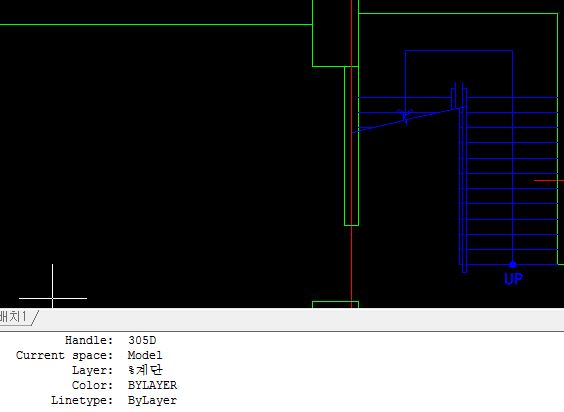 UP
배치1
Handle: 305D
Current space: Model
Layer: %계단
Color: BYLAYER
Linetype: ByLayer